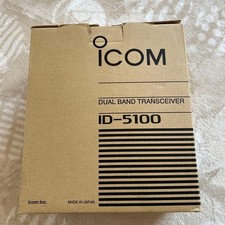 ICOM
DUAL BAND TRANSCEIVER
ID-5100
Icom Inc.
MADE IN JAPAN